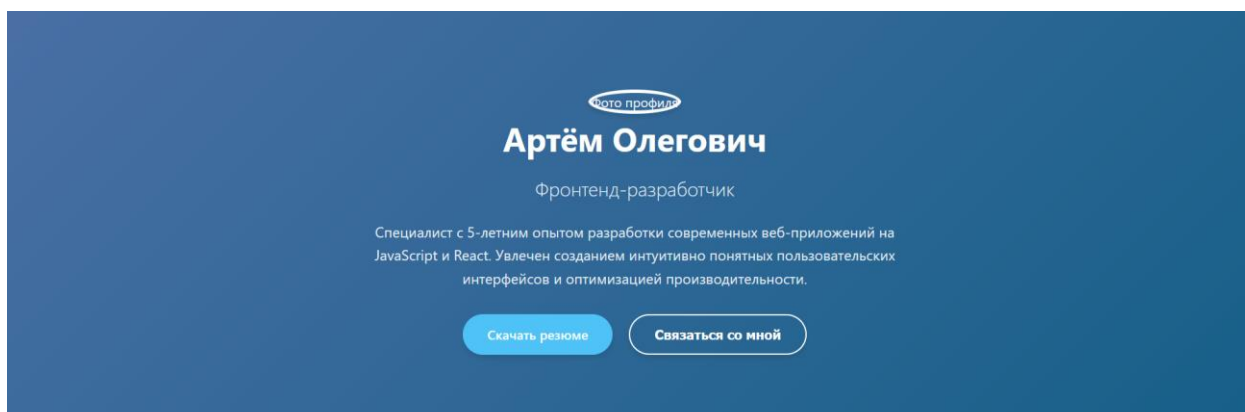 Фото профиля
Артём Олегович
Фронтенд-разработчик
Специалист с 5-летним опытом разработки современных веб-приложений на
JavaScript и React. Увлечен созданием интуитивно понятных пользовательских
интерфейсов и оптимизацией производительности.
Скачать резюме
Связаться со мной